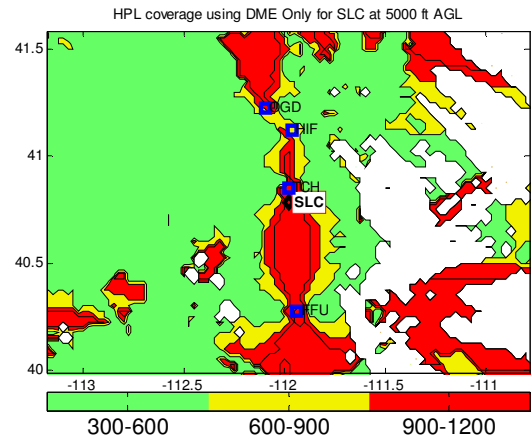 HPL coverage using DME Only for SLC at 5000 ft AGL
41.5
OGD
HIF
41
TCH
SLC
40.5
FFU
40
-113 -112.5 -112 -111.5 -111
300-600 600-900 900-1200